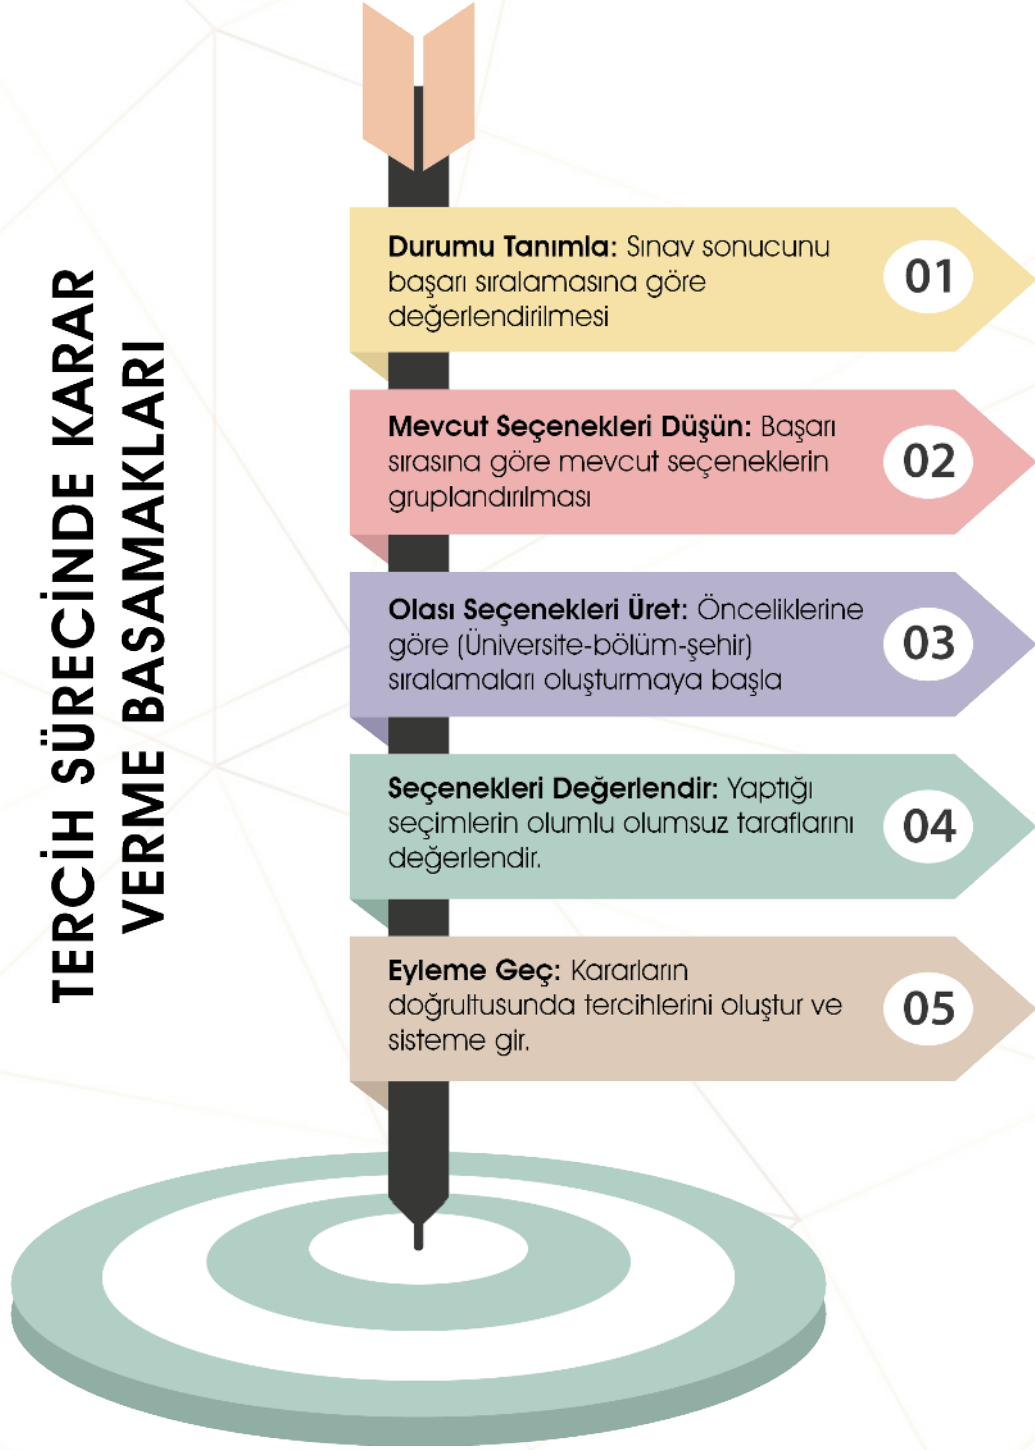 TERCİH SÜRECİNDE KARAR
VERME BASAMAKLARI
Durumu Tanımla: Sınav sonucunu
başarı sıralamasına göre
değerlendirilmesi
01
Mevcut Seçenekleri Düşün: Başarı
sırasına göre mevcut seçeneklerin
gruplandırılması
02
Olası Seçenekleri Üret: Önceliklerine
göre (Üniversite-bölüm-şehir)
sıralamaları oluşturmaya başla
03
Seçenekleri Değerlendir: Yaptığı
seçimlerin olumlu olumsuz taraflarını
değerlendir.
04
Eyleme Geç: Kararların
doğrultusunda tercihlerini oluştur ve
sisteme gir.
05